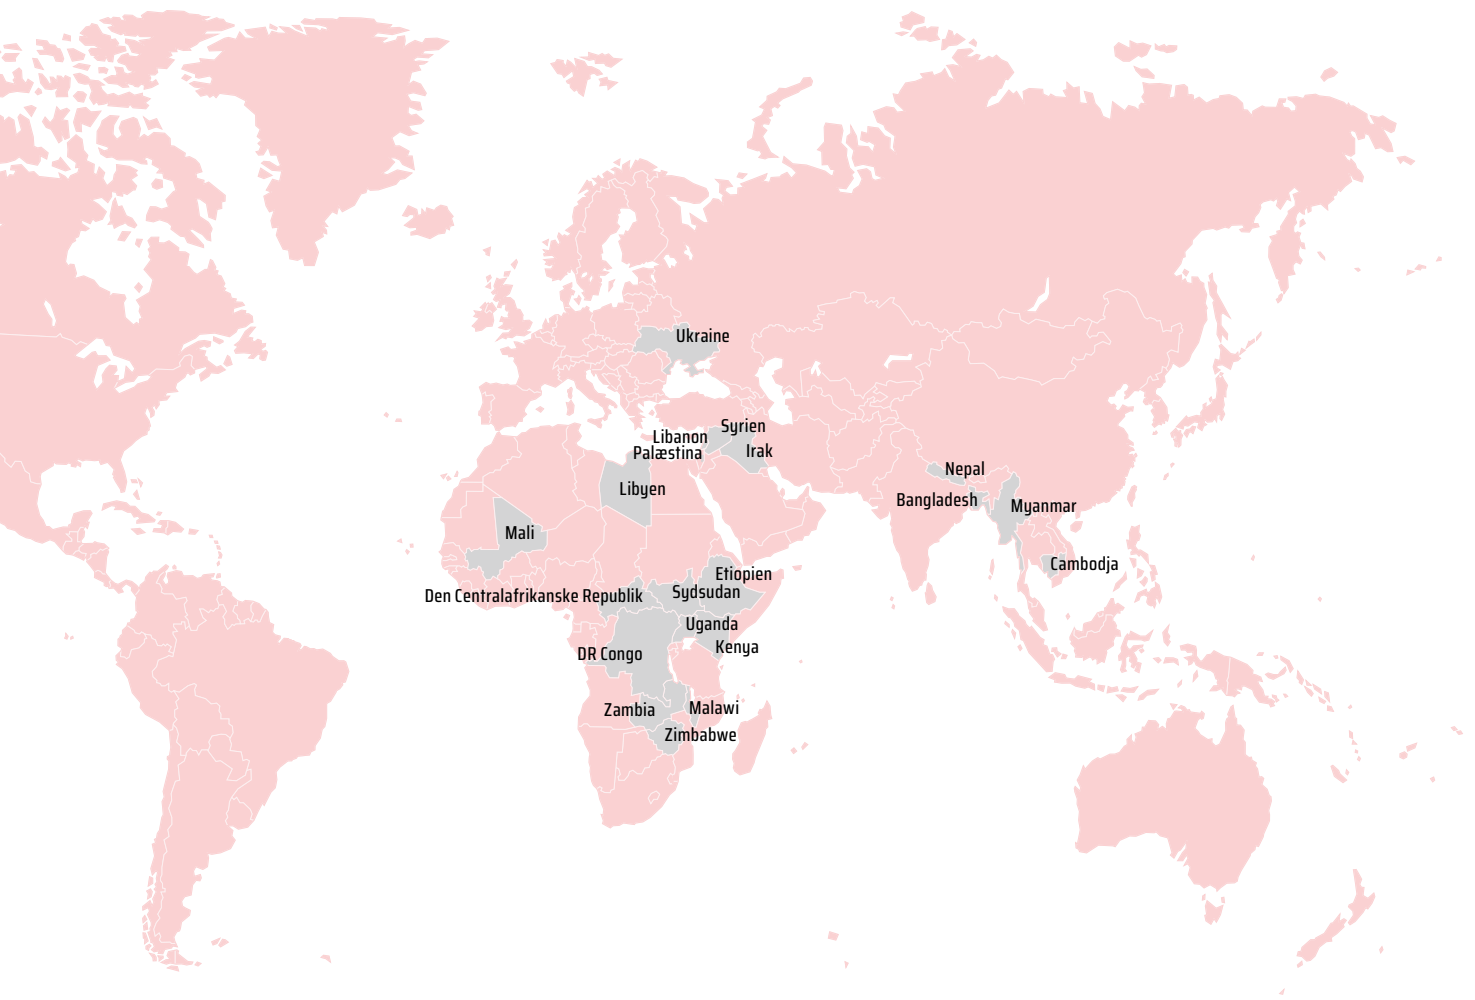 Ukraine
Syrien
Libanon
Irak
Palæstina
Nepal
Libyen
Bangladesh
Myanmar
Mali
Cambodja
Etiopien
Sydsudan
Den Centralafrikanske Republik
Uganda
Kenya
DR Congo
Malawi
Zambia
Zimbabwe